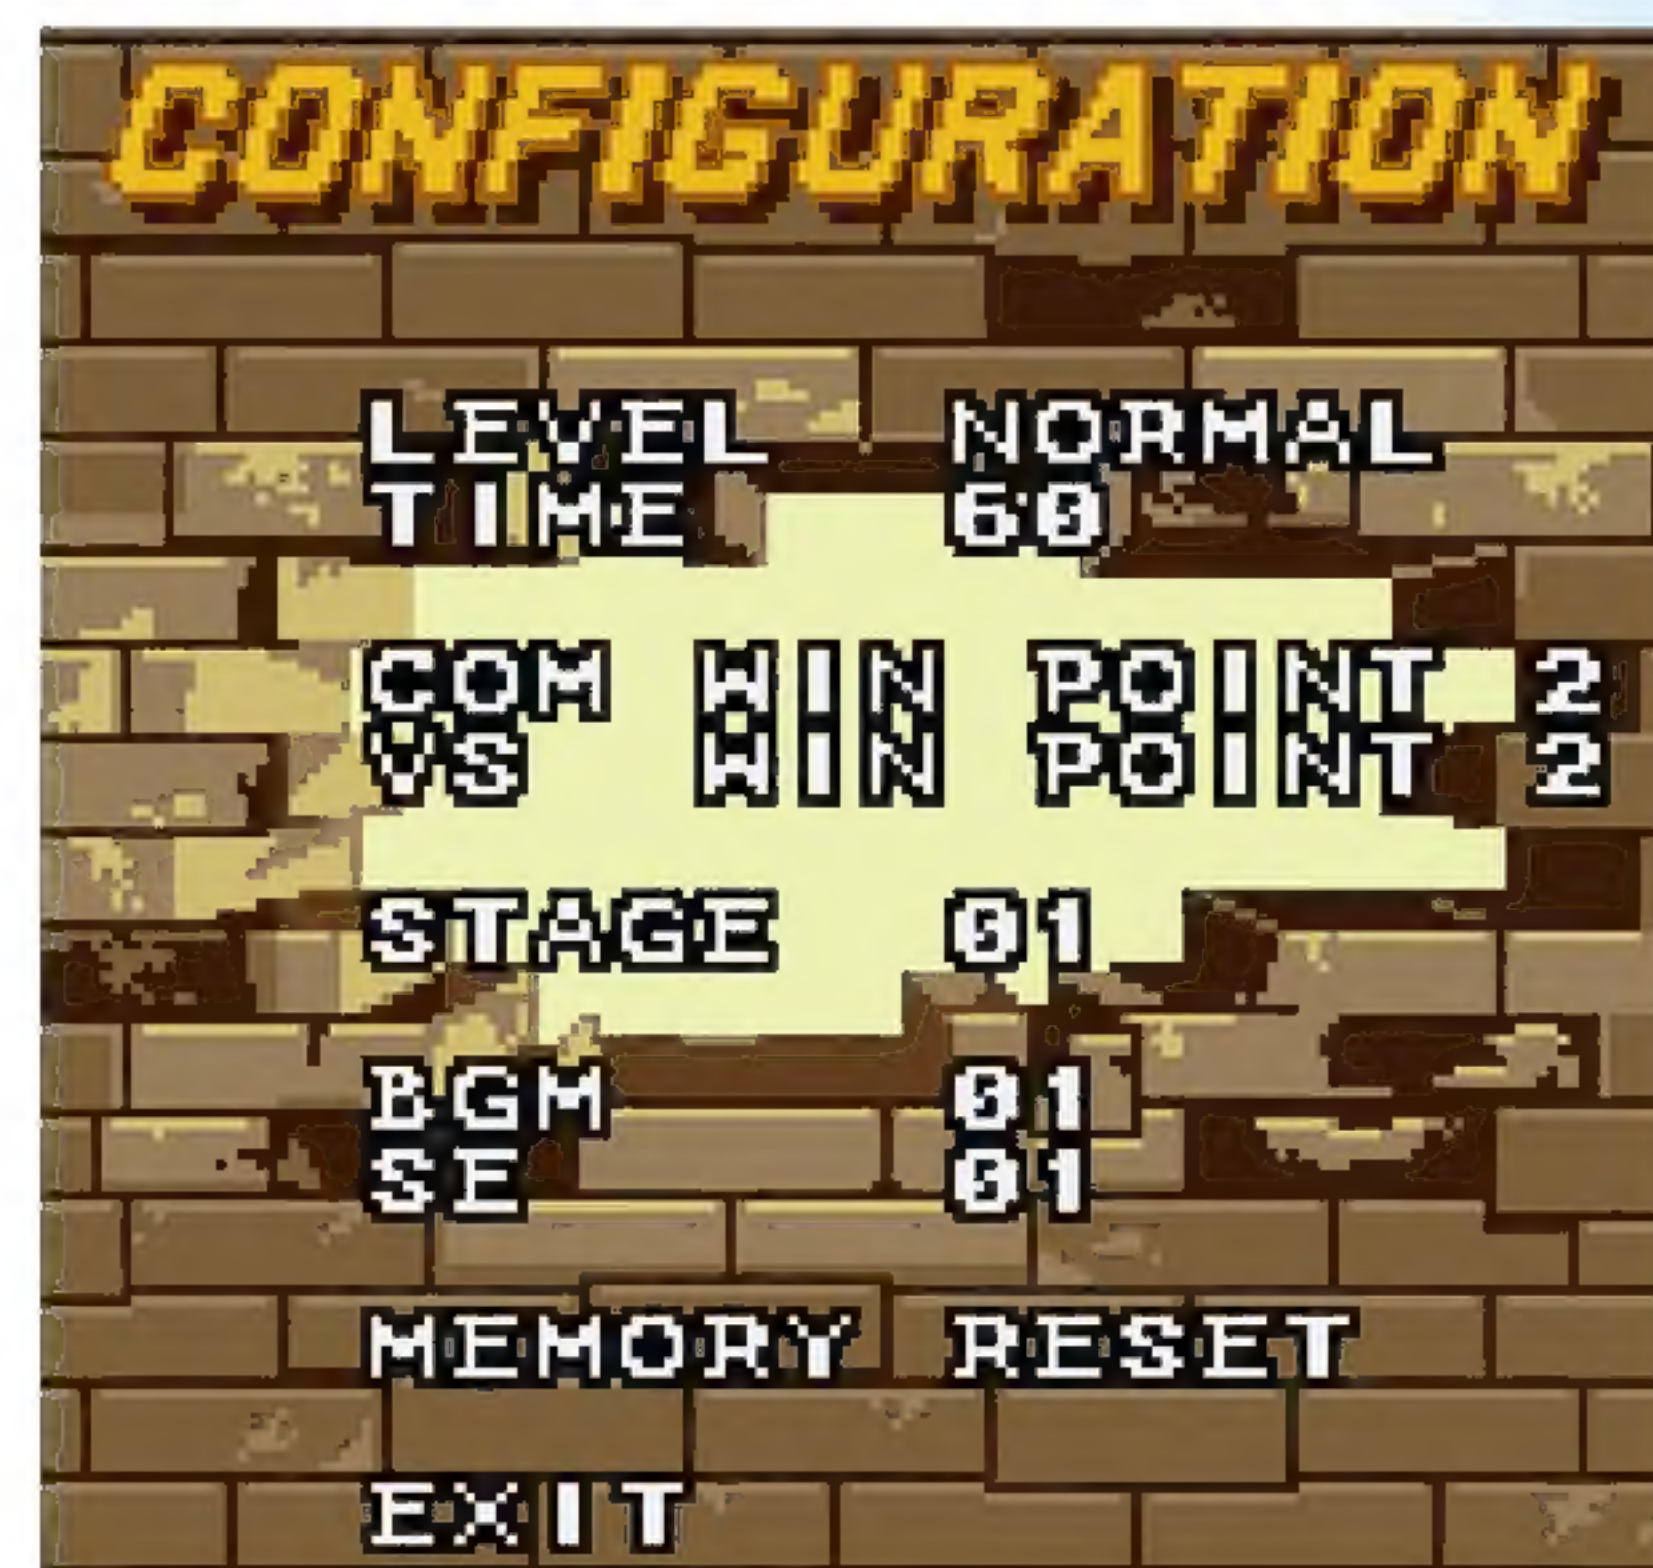 CONFIGURATION
LEVEL NORMAL
TIME 60
COM WIN POINT 2
VS WIN POINT 2
STAGE 01
BGM 01
SE 01
MEMORY RESET
EXIT